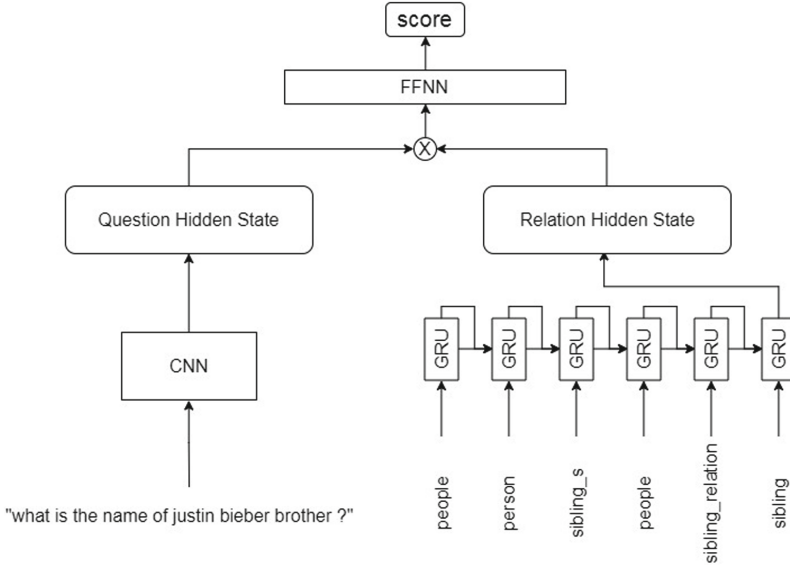 score
FFNN
X
Question Hidden State
Relation Hidden State
CNN
GRU
GRU
GRU
GRU
GRU
GRU
"what is the name of justin bieber brother ?"
people
person
sibling_s
people
sibling_relation
sibling